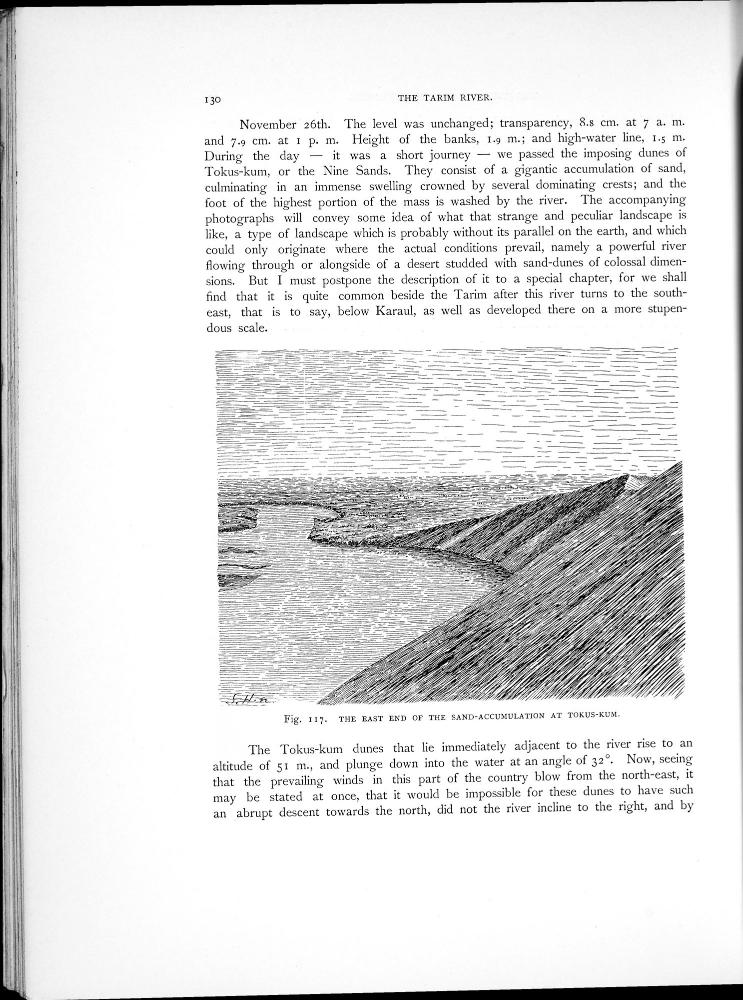 130
THE TARIM RIVER.
November 26th. The level was unchanged; transparency, 8.8 cm. at 7 a. m.
and 7.9 cm. at 1 p. m. Height of the banks, 1.9 m.; and high-water line, 1.5 m.
During the day — it was a short journey — we passed the imposing dunes of
Tokus-kum, or the Nine Sands. They consist of a gigantic accumulation of sand,
culminating in an immense swelling crowned by several dominating crests; and the
foot of the highest portion of the mass is washed by the river. The accompanying
photographs will convey some idea of what that strange and peculiar landscape is
like, a type of landscape which is probably without its parallel on the earth, and which
could only originate where the actual conditions prevail, namely a powerful river
flowing through or alongside of a desert studded with sand-dunes of colossal dimen-
sions. But I must postpone the description of it to a special chapter, for we shall
find that it is quite common beside the Tarim after this river turns to the south-
east, that is to say, below Karaul, as well as developed there on a more stupen-
dous scale.
Fig. 117. THE EAST END OF THE SAND-ACCUMULATION AT TOKUS-KUM.
The Tokus-kum dunes that lie immediately adjacent to the river rise to an
altitude of 51 m., and plunge down into the water at an angle of 32°. Now, seeing
that the prevailing winds in this part of the country blow from the north-east, it
may be stated at once, that it would be impossible for these dunes to have such
an abrupt descent towards the north, did not the river incline to the right, and by